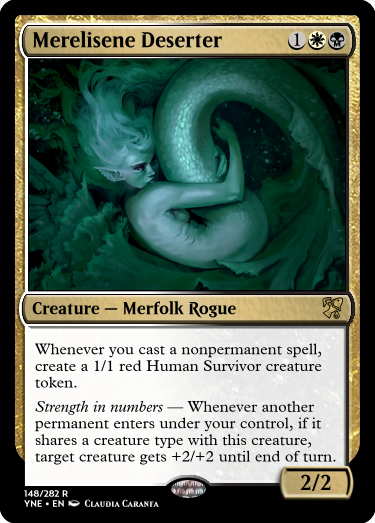 Merelisene Deserter 1
Creature — Merfolk Rogue
Whenever you cast a nonpermanent spell,
create a 1/1 red Human Survivor creature
token.
Strength in numbers — Whenever another
permanent enters under your control, if it
shares a creature type with this creature,
target creature gets +2/+2 until end of turn.
2/2
148/282 R
YNE • EN Claudia Caranfa